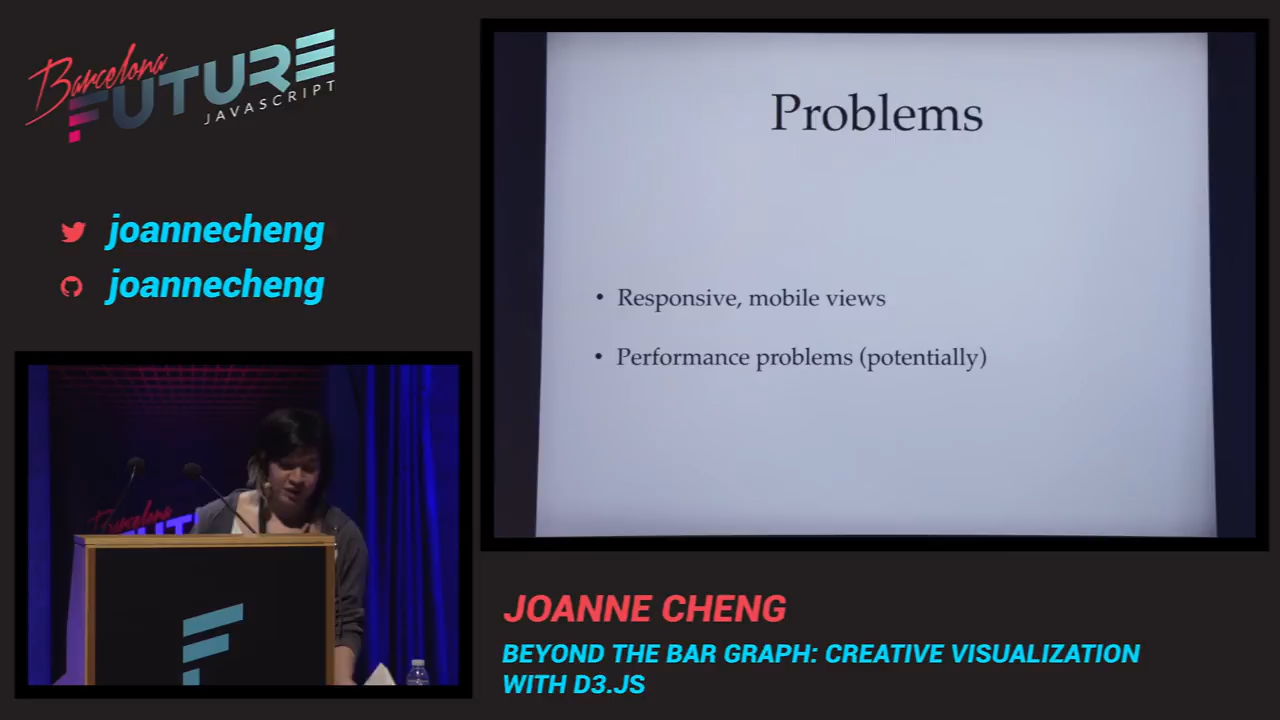 Barcelona
FUTURE
JAVASCRIPT
joannecheng
joannecheng
Problems
• Responsive, mobile views
• Performance problems (potentially)
Barcelona
JOANNE CHENG
BEYOND THE BAR GRAPH: CREATIVE VISUALIZATION
WITH D3.JS